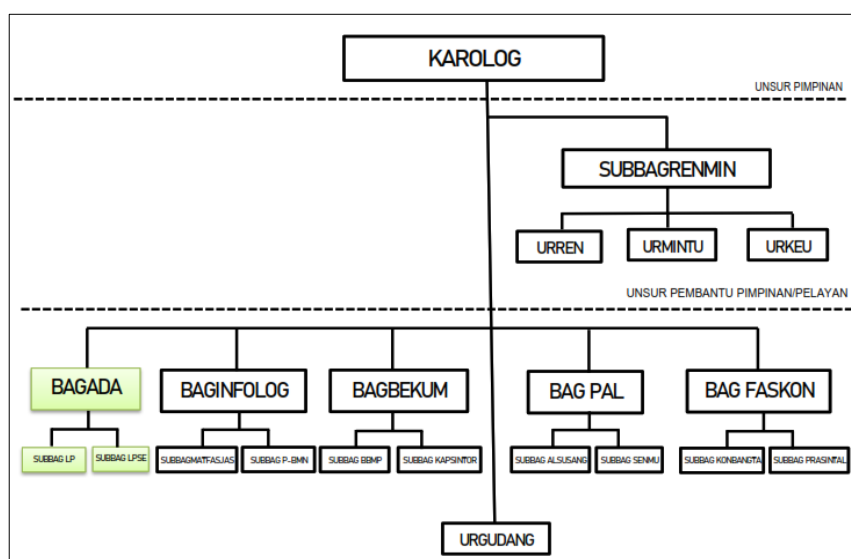 KAROLOG
UNSUR PIMPINAN
SUBBAGRENMIN
URREN
URMINTU
URKEU
UNSUR PEMBANTU PIMPINAN/PELAYAN
BAGADA
BAGINFOLOG
BAGBEKUM
BAG PAL
BAG FASKON
SUBBAG LP
SUBBAG LPSE
SUBBAGMATFASJAS
SUBBAG P-BMN
SUBBAG BBMP
SUBBAG KAPSINTOR
SUBBAG ALSUSANG
SUBBAG SENMU
SUBBAG KONBANGTA
SUBBAG PRASINTAL
URGUDANG